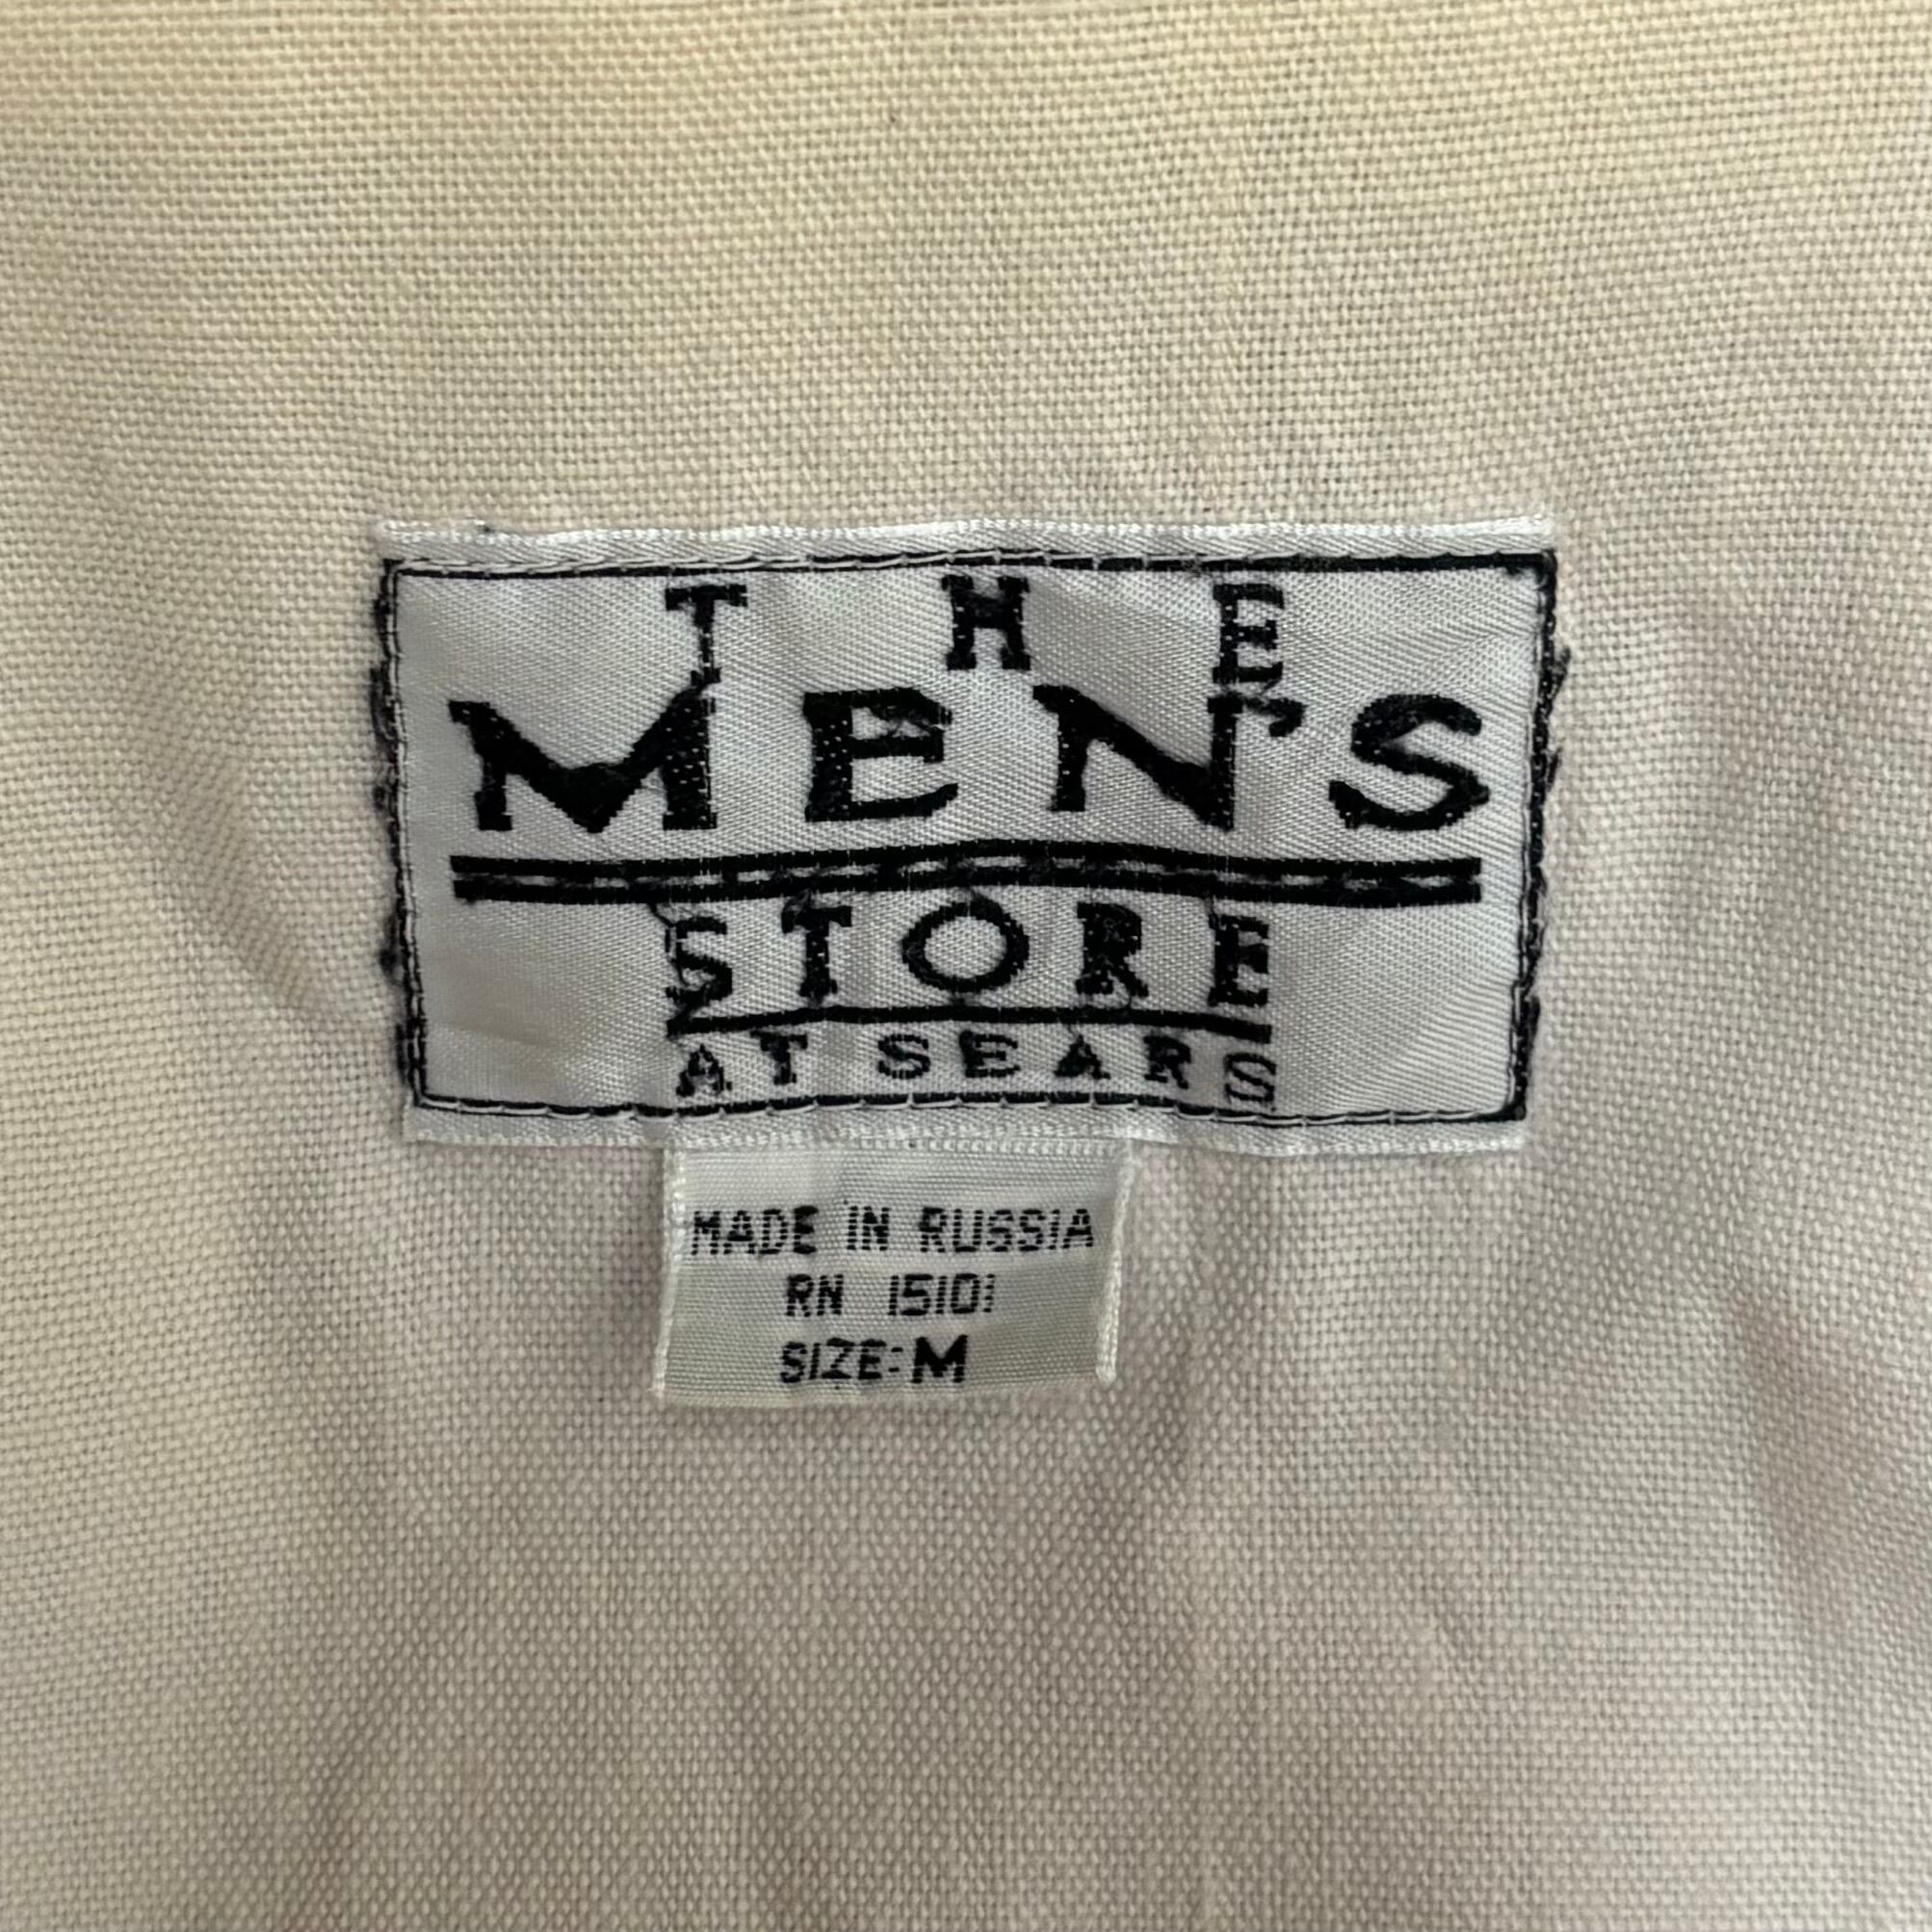 THE
MEN'S
STORE
AT SEARS
MADE IN RUSSIA
RN 15101
SIZE: M